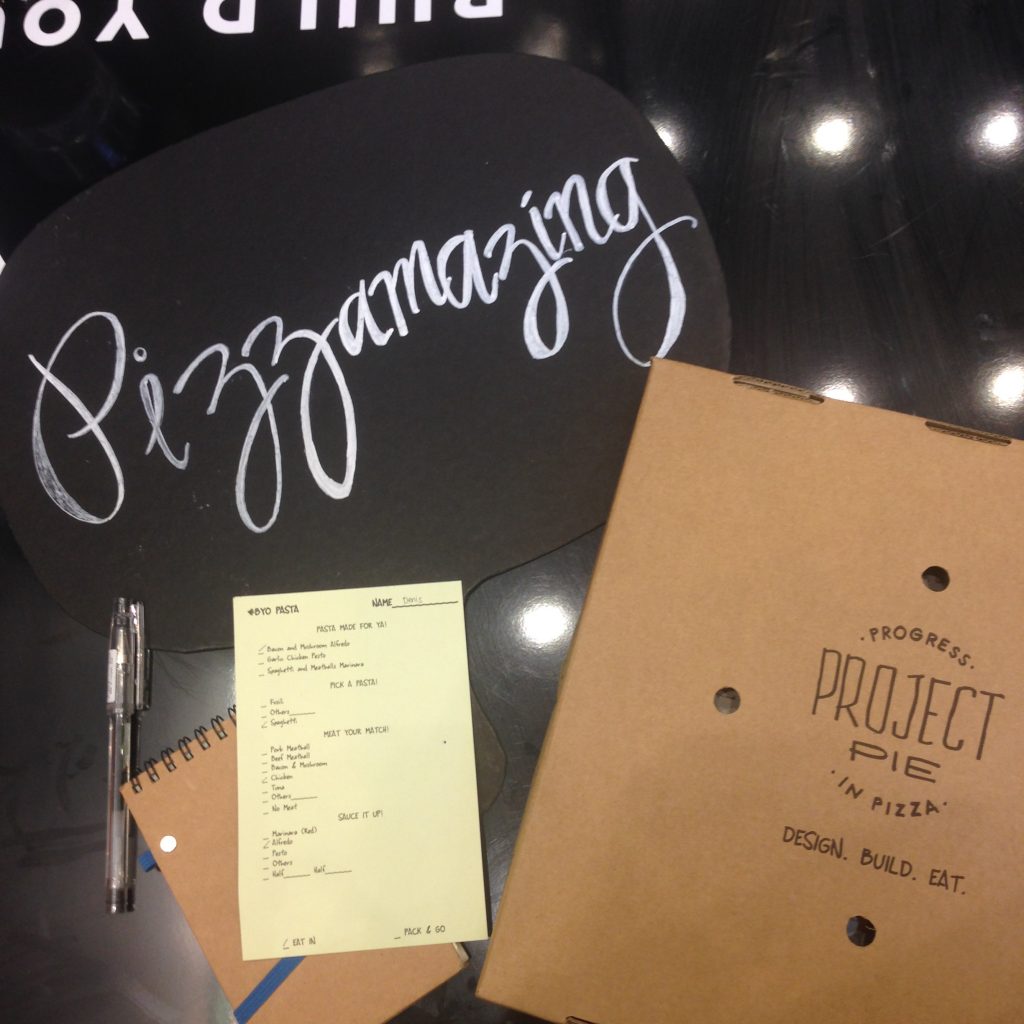 BUILD YOU
Pizzamazing
#BYO PASTA
NAME Denis
PASTA MADE FOR YA!
Bacon and Mushroom Alfredo
Garlic Chicken Pesto
Spaghetti and Meatballs Marinara
PICK A PASTA!
Fusili
Others
Spaghetti
MEAT YOUR MATCH!
Pork Meatball
Beef Meatball
Bacon & Mushroom
Chicken
Tuna
Others
No Meat
SAUCE IT UP!
Marinara (Red)
Alfredo
Pesto
Others
Half Half
EAT IN
PACK & GO
.PROGRESS.
PROJECT
PIE
.IN PIZZA.
DESIGN. BUILD. EAT.